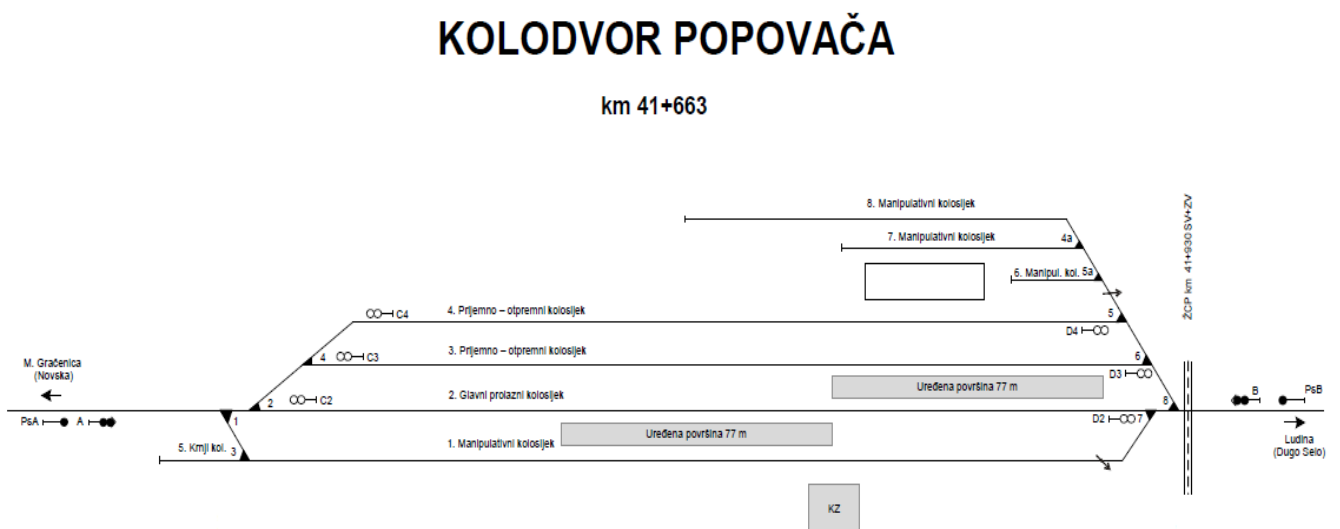 KOLODVOR POPOVAČA
km 41+663
8. Manipulativni kolosijek
7. Manipulativni kolosijek
4a
6. Manipul. kol.
5a
ŽCP km 41+930 SV+ZV
C4
4. Prijemno – otpremni kolosijek
5
D4
4
C3
3. Prijemno – otpremni kolosijek
6
D3
M. Gračenica
(Novska)
C2
2. Glavni prolazni kolosijek
Uređena površina 77 m
2
8
B
PsB
PsA
A
1
D2
7
Uređena površina 77 m
Ludina
(Dugo Selo)
5. Krnji kol.
3
1. Manipulativni kolosijek
KZ